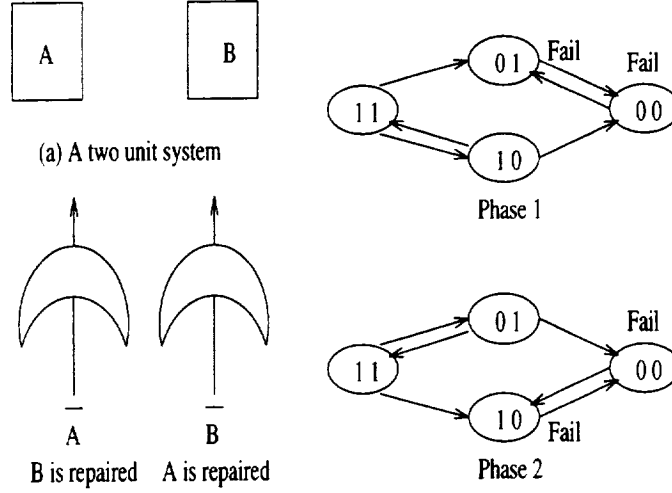 A
B
(a) A two unit system
A
B is repaired
B
A is repaired
0 1
Fail
Fail
1 1
0 0
1 0
Phase 1
0 1
Fail
1 1
0 0
1 0
Fail
Phase 2